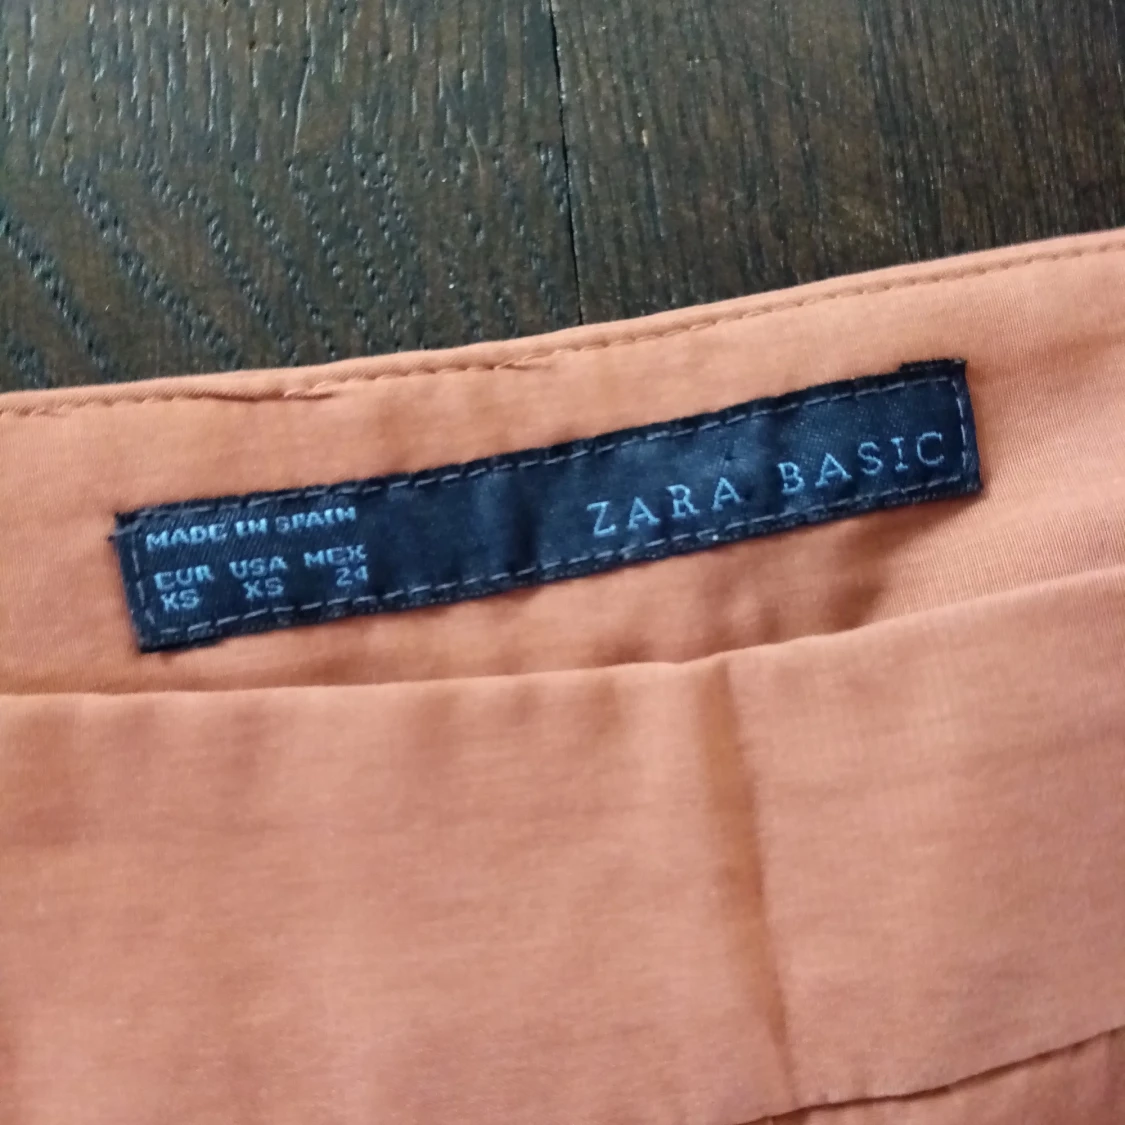 MADE IN SPAIN
EUR USA MEX
XS XS 24
ZARA BASIC